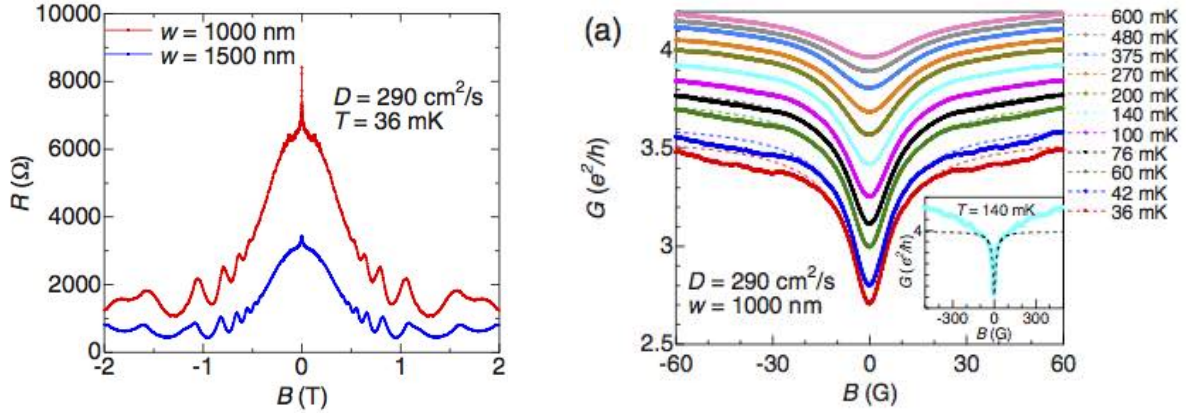 10000
8000
6000
4000
2000
0
R (Ω)
-2
-1
0
1
2
B (T)
w = 1000 nm
w = 1500 nm
D = 290 cm²/s
T = 36 mK
(a)
4
3.5
3.0
2.5
G (e²/h)
-60
-30
0
30
60
B (G)
D = 290 cm²/s
w = 1000 nm
T = 140 mK
4
G (e²/h)
-300
0
300
B (G)
600 mK
480 mK
375 mK
270 mK
200 mK
140 mK
100 mK
76 mK
60 mK
42 mK
36 mK